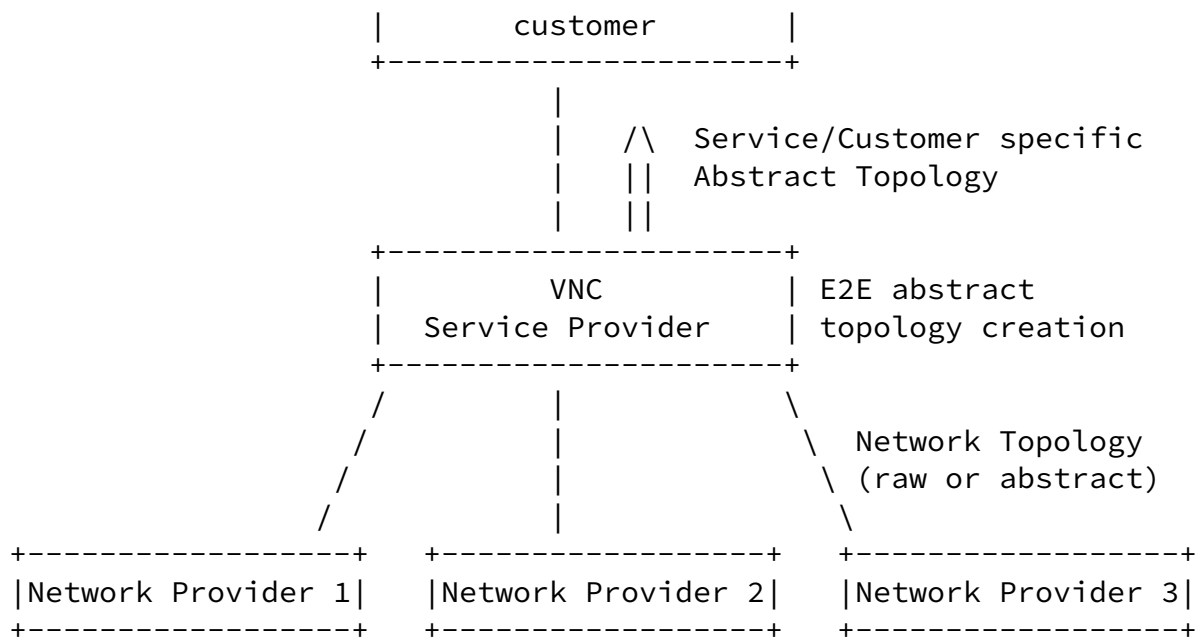 customer
Service/Customer specific
Abstract Topology
VNC
E2E abstract
Service Provider
topology creation
Network Topology
(raw or abstract)
Network Provider 1
Network Provider 2
Network Provider 3